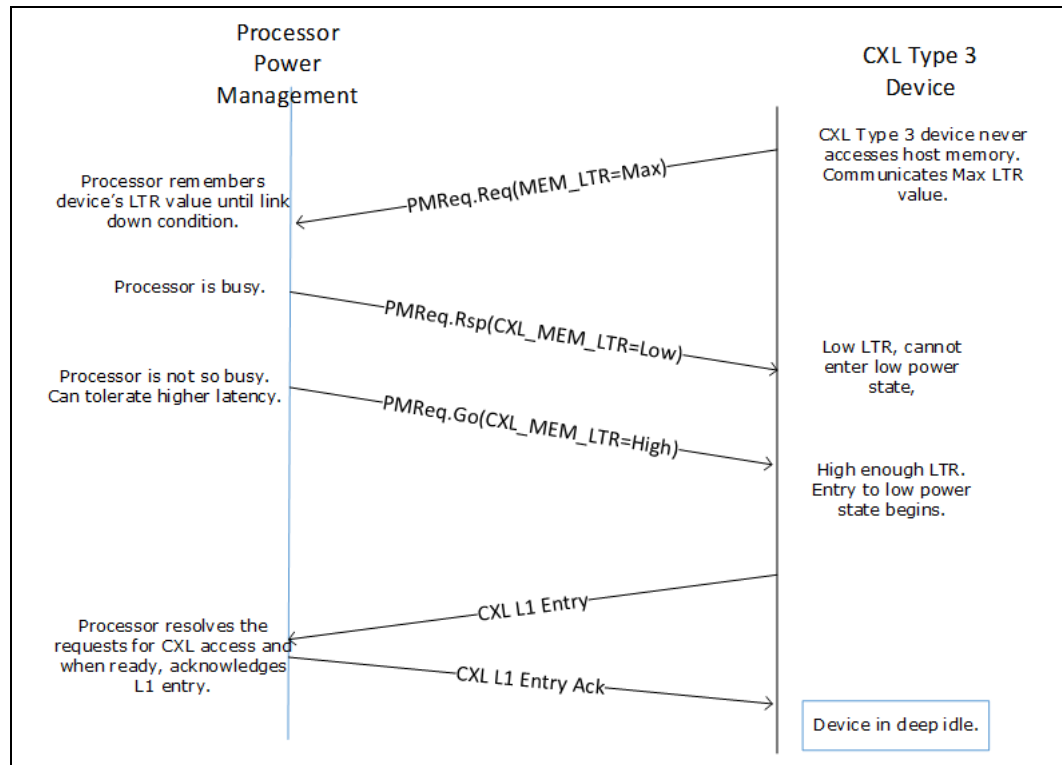 Processor
Power
Management
CXL Type 3
Device
CXL Type 3 device never
accesses host memory.
Communicates Max LTR
value.
PMReq.Req(MEM_LTR=Max)
Processor remembers
device's LTR value until link
down condition.
Processor is busy.
PMReq.Rsp(CXL_MEM_LTR=Low)
Low LTR, cannot
enter low power
state,
Processor is not so busy.
Can tolerate higher latency.
PMReq.Go(CXL_MEM_LTR=High)
High enough LTR.
Entry to low power
state begins.
CXL L1 Entry
Processor resolves the
requests for CXL access and
when ready, acknowledges
L1 entry.
CXL L1 Entry Ack
Device in deep idle.